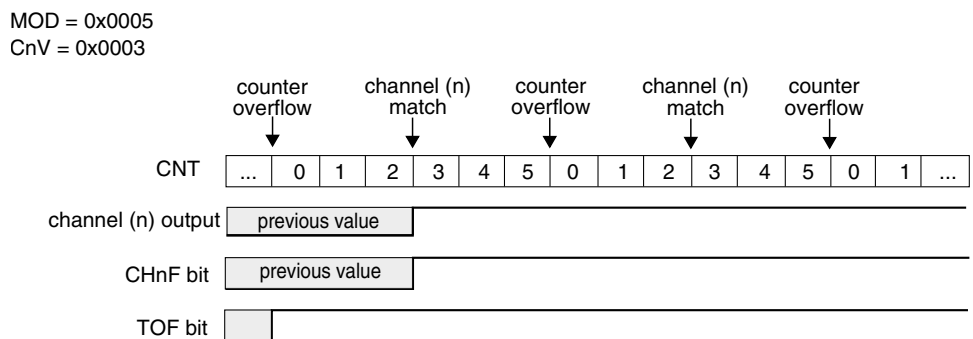 MOD = 0x0005
CnV = 0x0003
counter overflow channel (n) match counter overflow channel (n) match counter overflow
CNT ... 0 1 2 3 4 5 0 1 2 3 4 5 0 1 ...
channel (n) output previous value
CHnF bit previous value
TOF bit